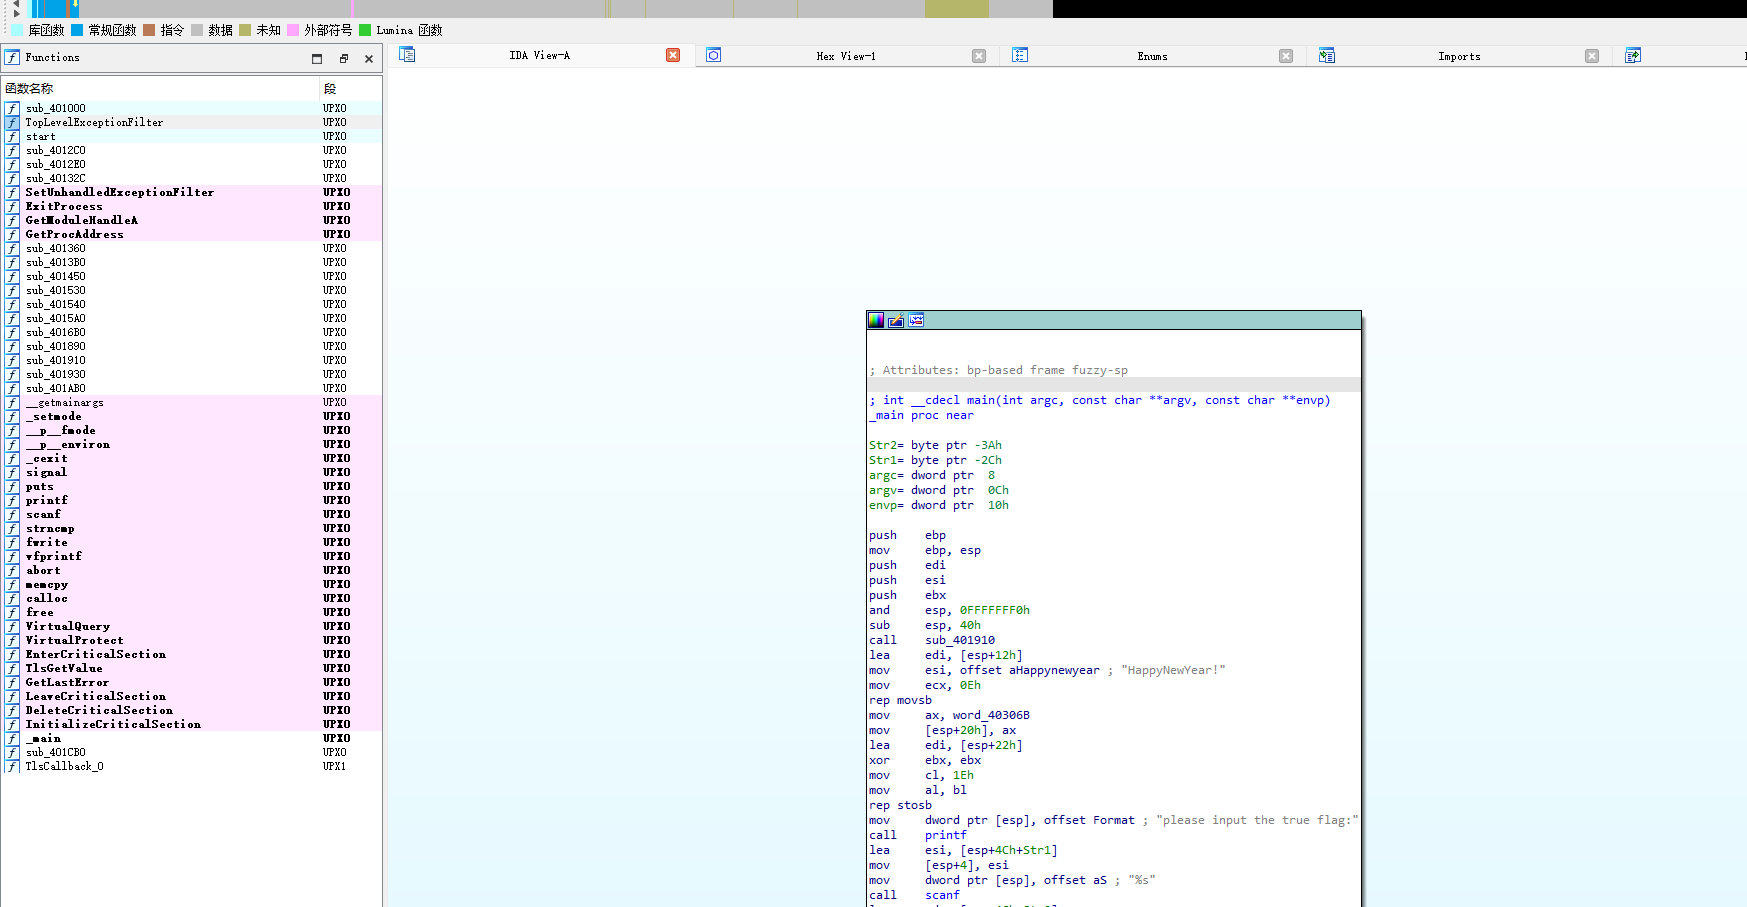 库函数 常规函数 指令 数据 未知 外部符号 Lumina 函数
Functions
IDA View-A
Hex View-1
Enums
Imports
函数名称 段
sub_401000 UPX0
TopLevelExceptionFilter UPX0
start UPX0
sub_4012C0 UPX0
sub_4012E0 UPX0
sub_40132C UPX0
SetUnhandledExceptionFilter UPX0
ExitProcess UPX0
GetModuleHandleA UPX0
GetProcAddress UPX0
sub_401360 UPX0
sub_4013B0 UPX0
sub_401450 UPX0
sub_401530 UPX0
sub_401540 UPX0
sub_4015A0 UPX0
sub_4016B0 UPX0
sub_401890 UPX0
sub_401910 UPX0
sub_401930 UPX0
sub_401AB0 UPX0
__getmainargs UPX0
_setmode UPX0
__p__fmode UPX0
__p__environ UPX0
_cexit UPX0
signal UPX0
puts UPX0
printf UPX0
scanf UPX0
strncmp UPX0
fwrite UPX0
vfprintf UPX0
abort UPX0
memcpy UPX0
calloc UPX0
free UPX0
VirtualQuery UPX0
VirtualProtect UPX0
EnterCriticalSection UPX0
TlsGetValue UPX0
GetLastError UPX0
LeaveCriticalSection UPX0
DeleteCriticalSection UPX0
InitializeCriticalSection UPX0
_main UPX0
sub_401CB0 UPX0
TlsCallback_0 UPX1
; Attributes: bp-based frame fuzzy-sp
; int __cdecl main(int argc, const char **argv, const char **envp)
_main proc near
Str2= byte ptr -3Ah
Str1= byte ptr -2Ch
argc= dword ptr  8
argv= dword ptr  0Ch
envp= dword ptr  10h
push ebp
mov ebp, esp
push edi
push esi
push ebx
and esp, 0FFFFFFF0h
sub esp, 40h
call sub_401910
lea edi, [esp+12h]
mov esi, offset aHappynewyear ; "HappyNewYear!"
mov ecx, 0Eh
rep movsb
mov ax, word_40306B
mov [esp+20h], ax
lea edi, [esp+22h]
xor ebx, ebx
mov cl, 1Eh
mov al, bl
rep stosb
mov dword ptr [esp], offset Format ; "please input the true flag:"
call printf
lea esi, [esp+4Ch+Str1]
mov [esp+4], esi
mov dword ptr [esp], offset aS ; "%s"
call scanf